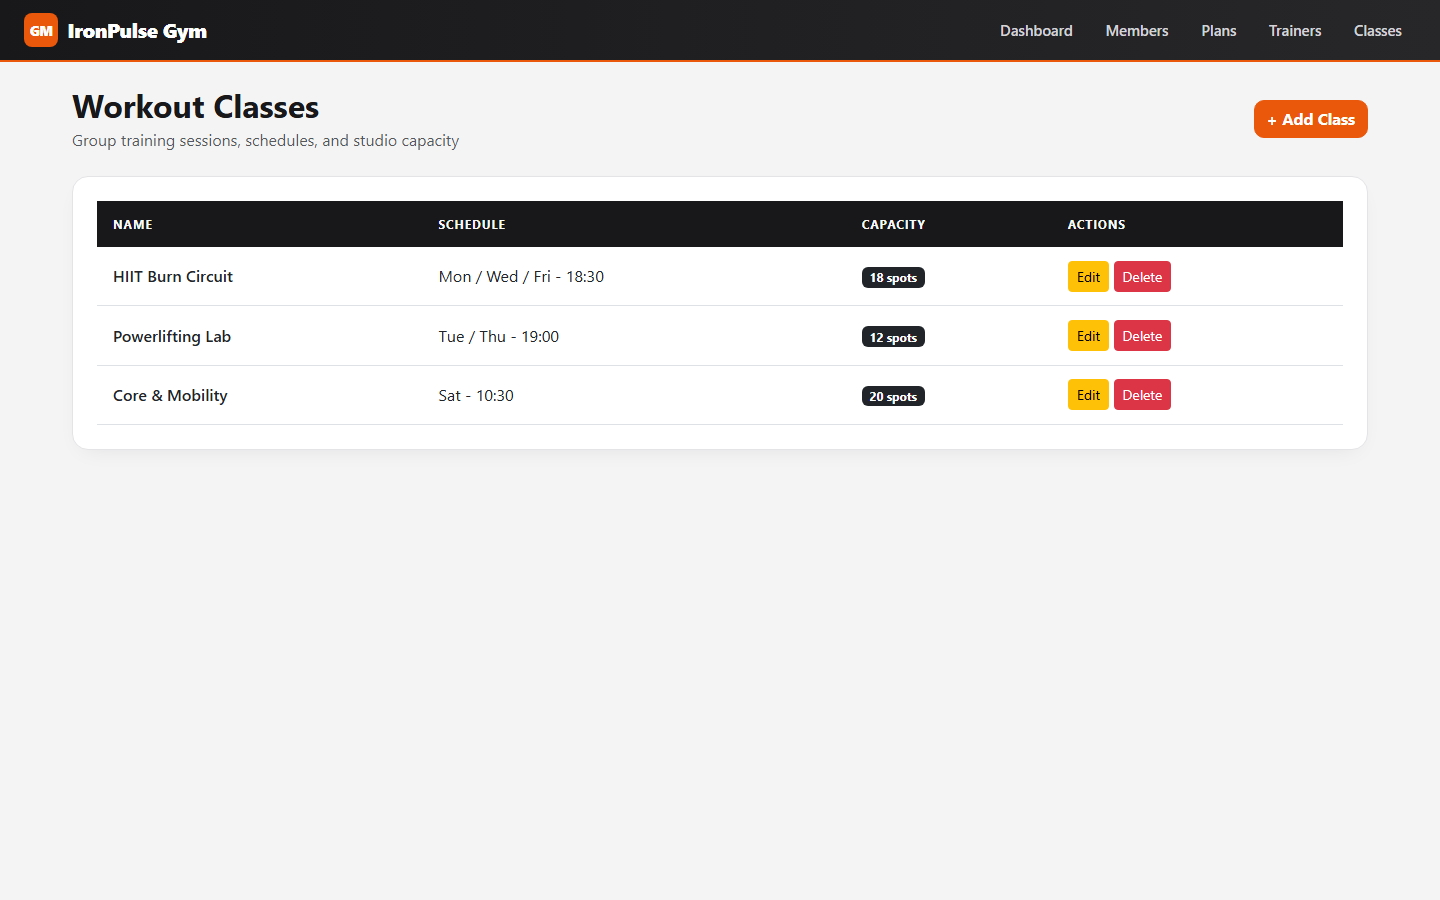 GM IronPulse Gym Dashboard Members Plans Trainers Classes
Workout Classes
Group training sessions, schedules, and studio capacity
+ Add Class
NAME SCHEDULE CAPACITY ACTIONS
HIIT Burn Circuit Mon / Wed / Fri - 18:30 18 spots Edit Delete
Powerlifting Lab Tue / Thu - 19:00 12 spots Edit Delete
Core & Mobility Sat - 10:30 20 spots Edit Delete